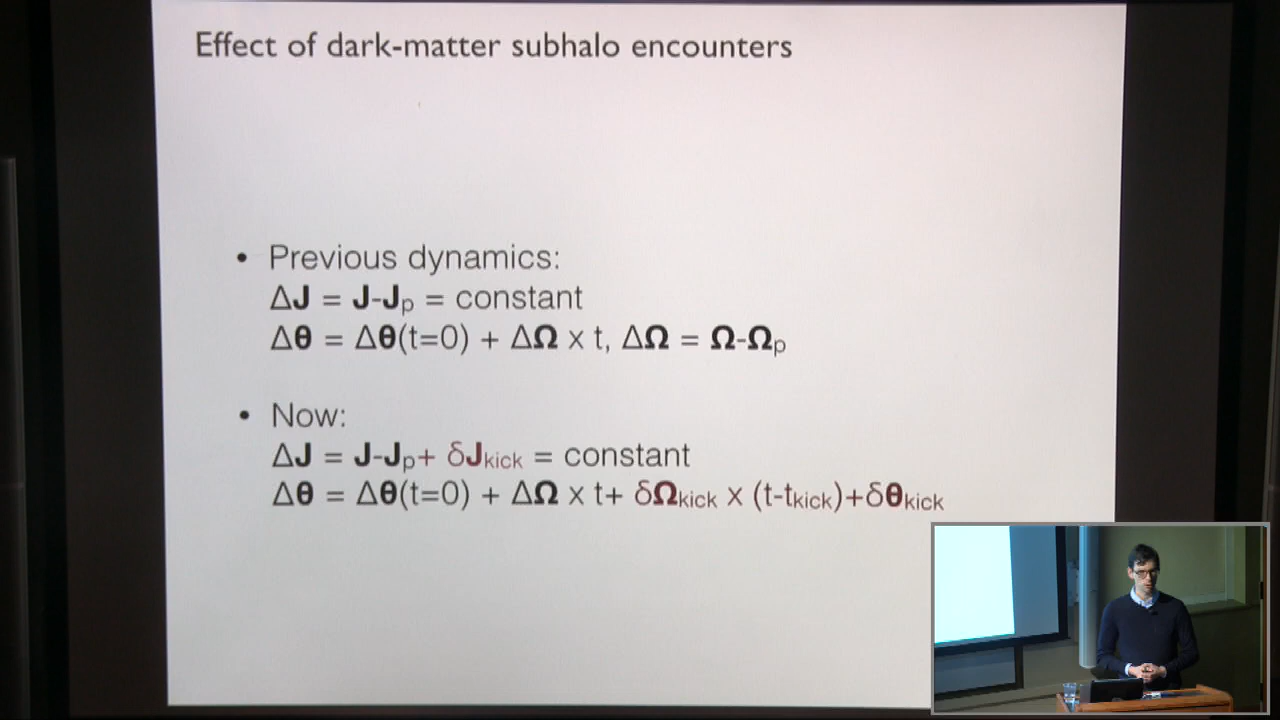 Effect of dark-matter subhalo encounters
• Previous dynamics:
ΔJ = J-Jp = constant
Δθ = Δθ(t=0) + ΔΩ x t, ΔΩ = Ω-Ωp
• Now:
ΔJ = J-Jp+ δJkick = constant
Δθ = Δθ(t=0) + ΔΩ x t+ δΩkick x (t-tkick)+δθkick